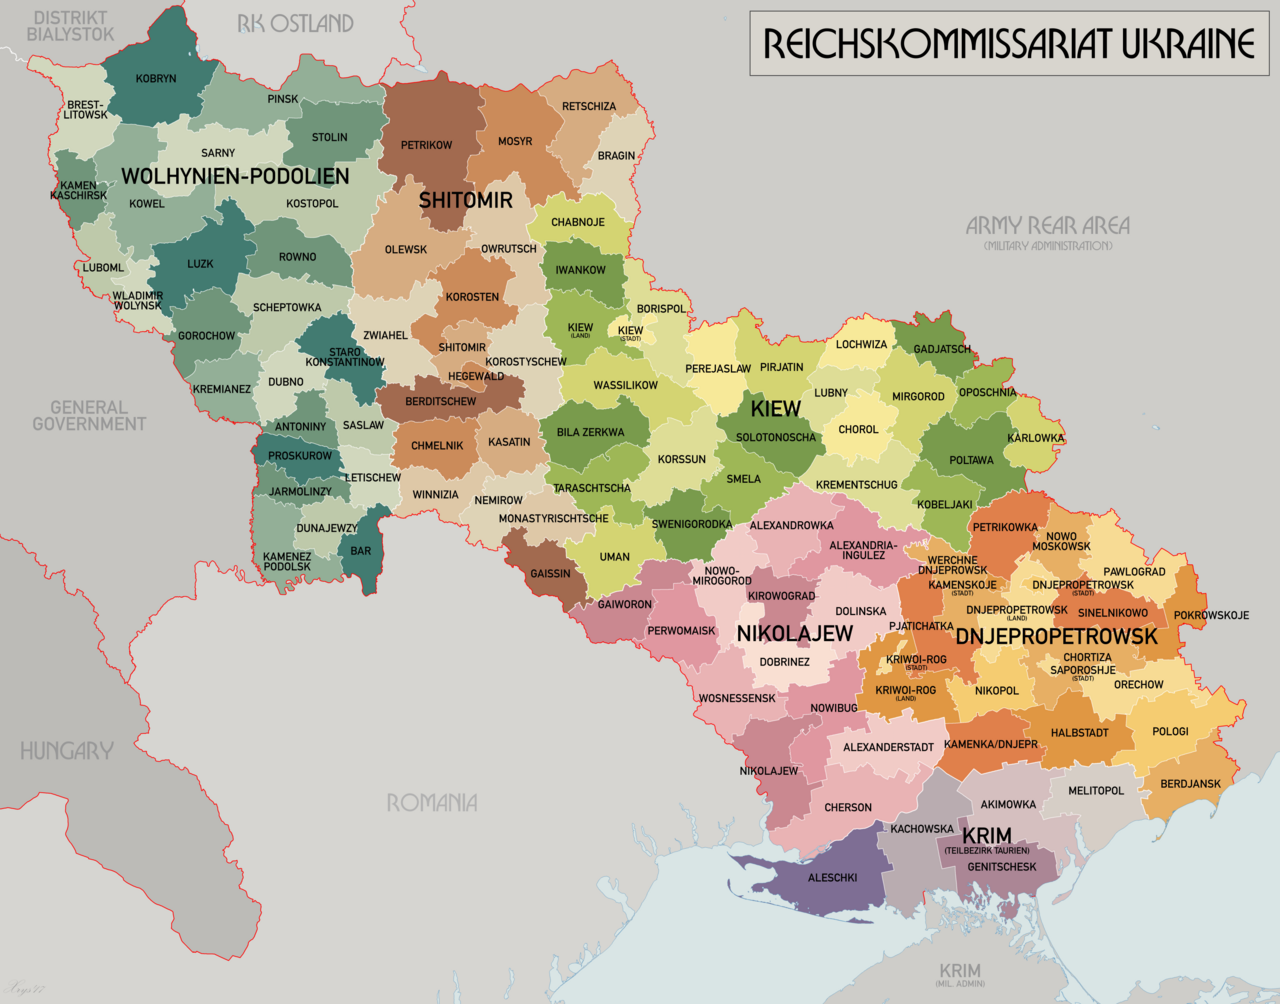 DISTRIKT
BIALYSTOK
RK OSTLAND
REICHSKOMMISSARIAT UKRAINE
KOBRYN
BREST-
LITOWSK
PINSK
STOLIN
SARNY
WOLHYNIEN-PODOLIEN
KAMEN
KASCHIRSK
KOWEL
KOSTOPOL
LUBOML
LUZK
ROWNO
WLADIMIR
WOLYNSK
SCHEPTOWKA
GOROCHOW
STARO
KONSTANTINOW
KREMIANEZ
DUBNO
ANTONINY
SASLAW
PROSKUROW
LETISCHEW
JARMOLINZY
DUNAJEWZY
KAMENEZ
PODOLSK
BAR
PETRIKOW
MOSYR
RETSCHIZA
BRAGIN
SHITOMIR
OLEWSK
OWRUTSCH
KOROSTEN
ZWIAHEL
SHITOMIR
KOROSTYSCHEW
HEGEWALD
BERDITSCHEW
CHMELNIK
KASATIN
WINNIZIA
NEMIROW
MONASTYRISCHTSCHE
GAISSIN
CHABNOJE
IWANKOW
BORISPOL
KIEW
(LAND)
KIEW
(STADT)
WASSILIKOW
PEREJASLAW
PIRJATIN
LOCHWIZA
GADJATSCH
LUBNY
MIRGOROD
OPOSCHNIA
KIEW
CHOROL
KARLOWKA
BILA ZERKWA
SOLOTONOSCHA
KORSSUN
POLTAWA
TARASCHTSCHA
SMELA
KREMENTSCHUG
KOBELJAKI
SWENIGORODKA
UMAN
ALEXANDROWKA
ALEXANDRIA-
INGULEZ
NOWO-
MIROGOROD
KIROWOGRAD
GAIWORON
DOLINSKA
PERWOMAISK
NIKOLAJEW
DOBRINEZ
WOSNESSENSK
NOWIBUG
ALEXANDERSTADT
NIKOLAJEW
CHERSON
PETRIKOWKA
NOWO
MOSKOWSK
WERCHNE
DNJEPROWSK
PAWLOGRAD
KAMENSKOJE
(STADT)
DNJEPROPETROWSK
(STADT)
DNJEPROPETROWSK
(LAND)
SINELNIKOWO
POKROWSKOJE
PJATICHATKA
DNJEPROPETROWSK
KRIWOI-ROG
(STADT)
CHORTIZA
SAPOROSHJE
(STADT)
KRIWOI-ROG
(LAND)
NIKOPOL
ORECHOW
KAMENKA/DNJEPR
HALBSTADT
POLOGI
BERDJANSK
MELITOPOL
AKIMOWKA
KACHOWSKA
KRIM
(TEILBEZIRK TAURIEN)
GENITSCHESK
ALESCHKI
ARMY REAR AREA
(MILITARY ADMINISTRATION)
GENERAL
GOVERNMENT
HUNGARY
ROMANIA
KRIM
(MIL. ADMIN)